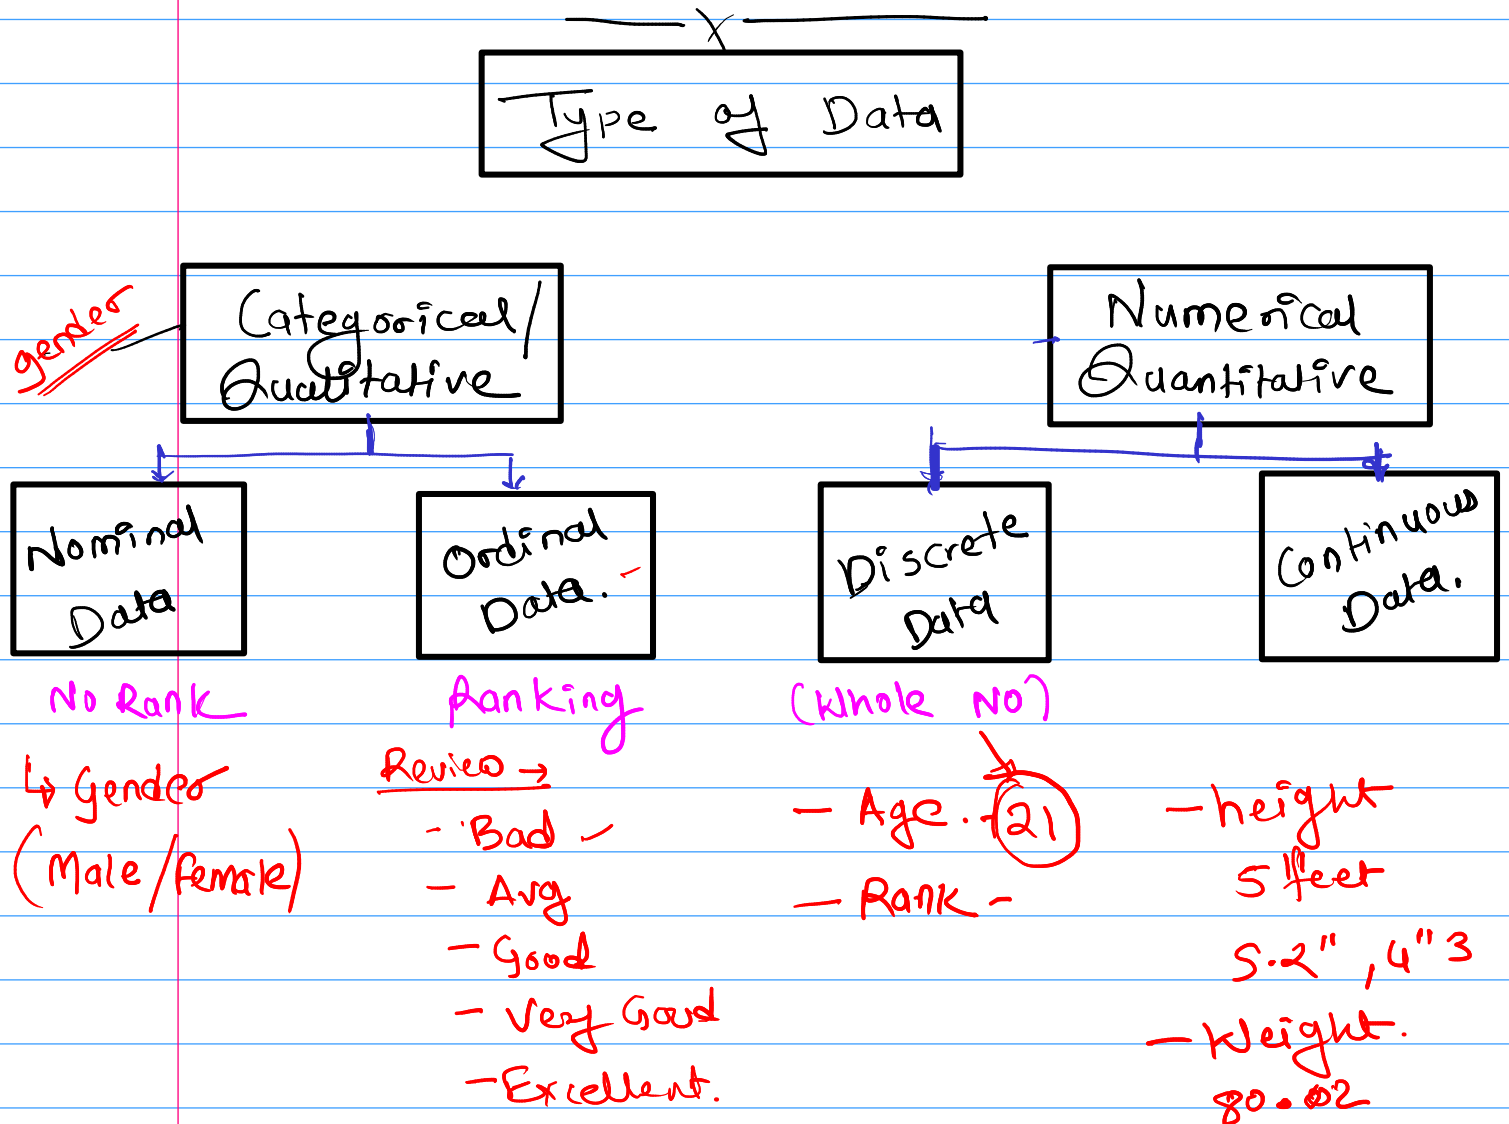 Type of Data
gender
Categorical/
Qualitative
Numerical
Quantitative
Nominal
Data
Ordinal
Data.
Discrete
Data
Continuous
Data.
No Rank
Ranking
(Whole NO)
↳ Gender
(Male/female)
Review →
- Bad
- Avg
- Good
- Very Good
- Excellent.
- Age. - 21
- Rank -
- height
5" feet
5.2", 4"3
- Weight.
80.02